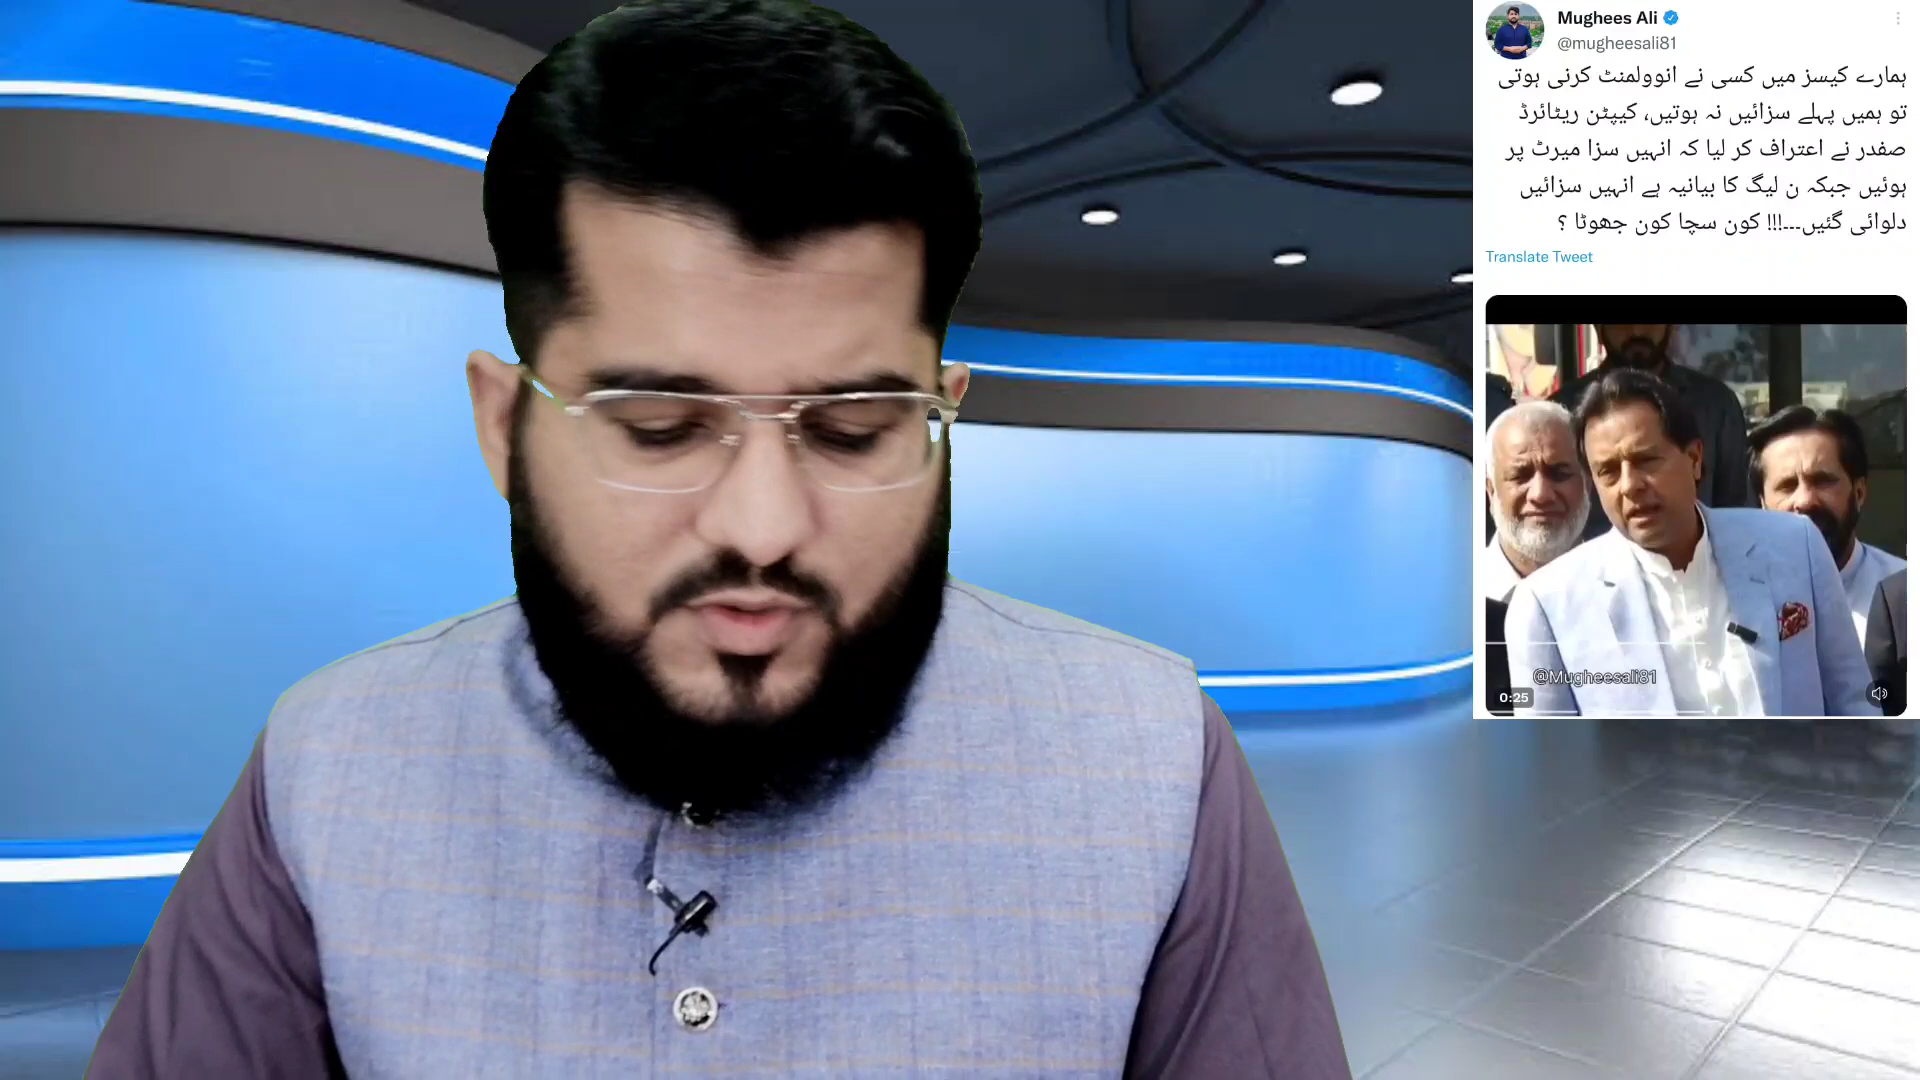 Mughees Ali
@mugheesali81
ہمارے کیسز میں کسی نے انوولمنٹ کرنی ہوتی
تو ہمیں پہلے سزائیں نہ ہوتیں، کیپٹن ریٹائرڈ
صفدر نے اعتراف کر لیا کہ انہیں سزا میرٹ پر
ہوئیں جبکہ ن لیگ کا بیانیہ ہے انہیں سزائیں
دلوائی گئیں۔۔۔!!! کون سچا کون جھوٹا ؟
Translate Tweet
@Mugheesali81
0:25